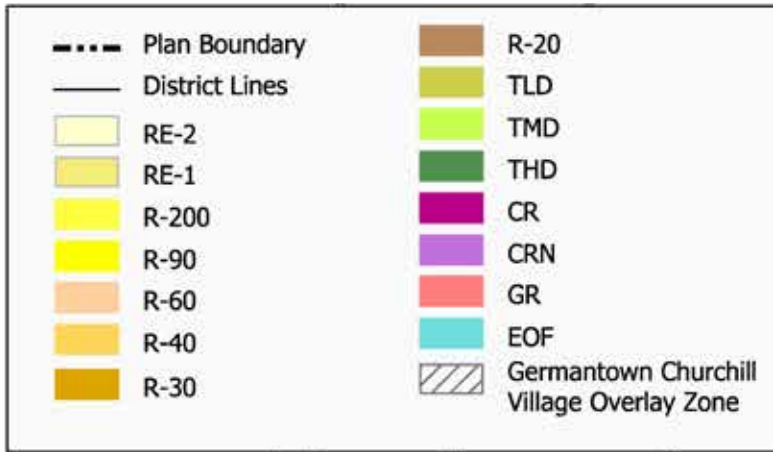 Plan Boundary
District Lines
RE-2
RE-1
R-200
R-90
R-60
R-40
R-30
R-20
TLD
TMD
THD
CR
CRN
GR
EOF
Germantown Churchill
Village Overlay Zone